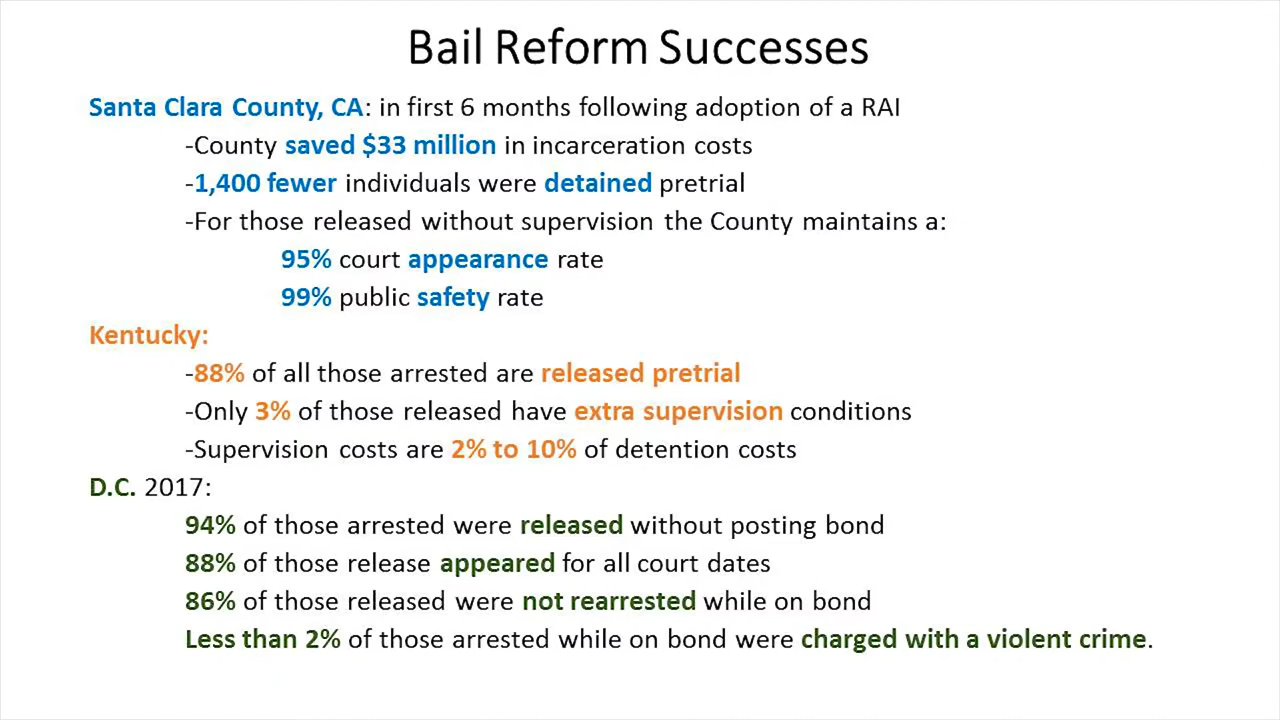 Bail Reform Successes
Santa Clara County, CA: in first 6 months following adoption of a RAI
-County saved $33 million in incarceration costs
-1,400 fewer individuals were detained pretrial
-For those released without supervision the County maintains a:
95% court appearance rate
99% public safety rate
Kentucky:
-88% of all those arrested are released pretrial
-Only 3% of those released have extra supervision conditions
-Supervision costs are 2% to 10% of detention costs
D.C. 2017:
94% of those arrested were released without posting bond
88% of those release appeared for all court dates
86% of those released were not rearrested while on bond
Less than 2% of those arrested while on bond were charged with a violent crime.